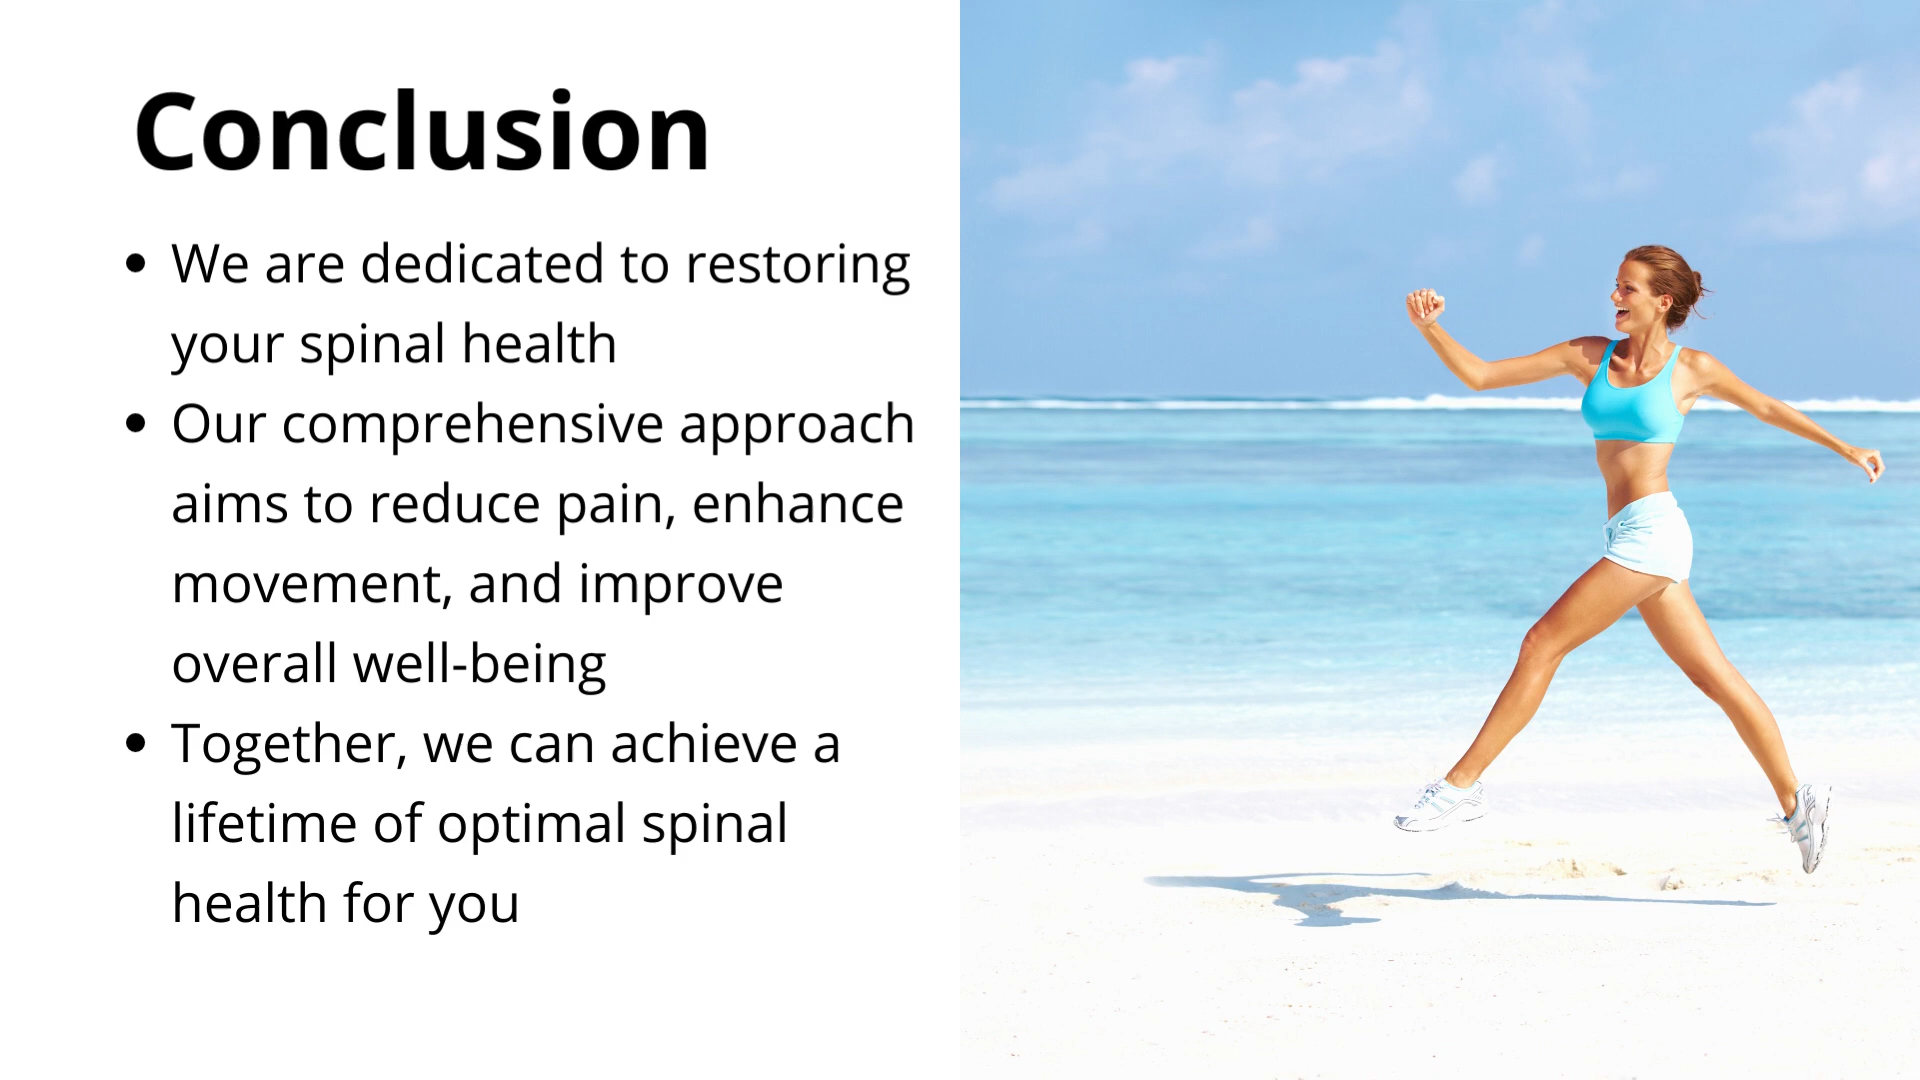 Conclusion
• We are dedicated to restoring
your spinal health
• Our comprehensive approach
aims to reduce pain, enhance
movement, and improve
overall well-being
• Together, we can achieve a
lifetime of optimal spinal
health for you